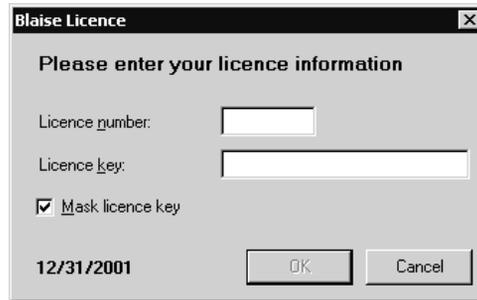 Blaise Licence
Please enter your licence information
Licence number:
Licence key:
Mask licence key
12/31/2001 OK Cancel